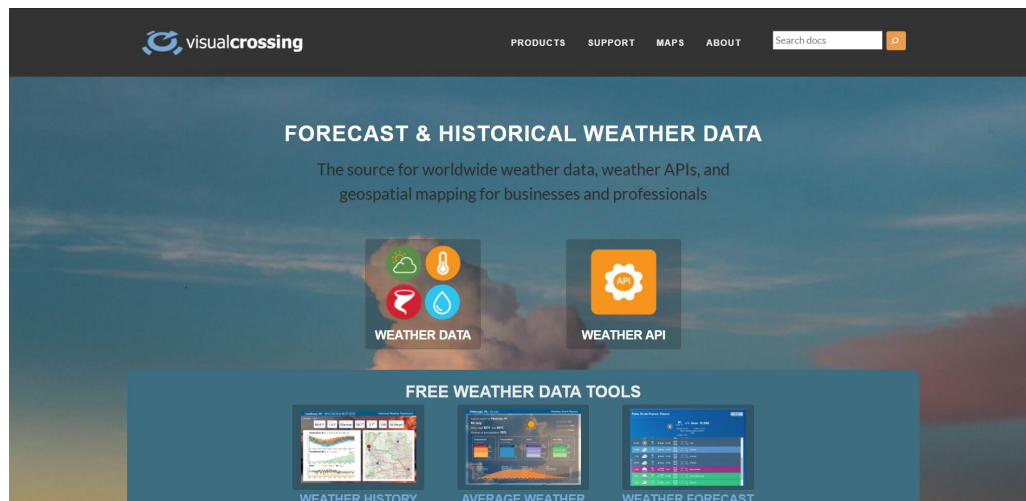 visualcrossing
PRODUCTS SUPPORT MAPS ABOUT
Search docs
FORECAST & HISTORICAL WEATHER DATA
The source for worldwide weather data, weather APIs, and
geospatial mapping for businesses and professionals
API
WEATHER DATA WEATHER API
FREE WEATHER DATA TOOLS
WEATHER HISTORY AVERAGE WEATHER WEATHER FORECAST